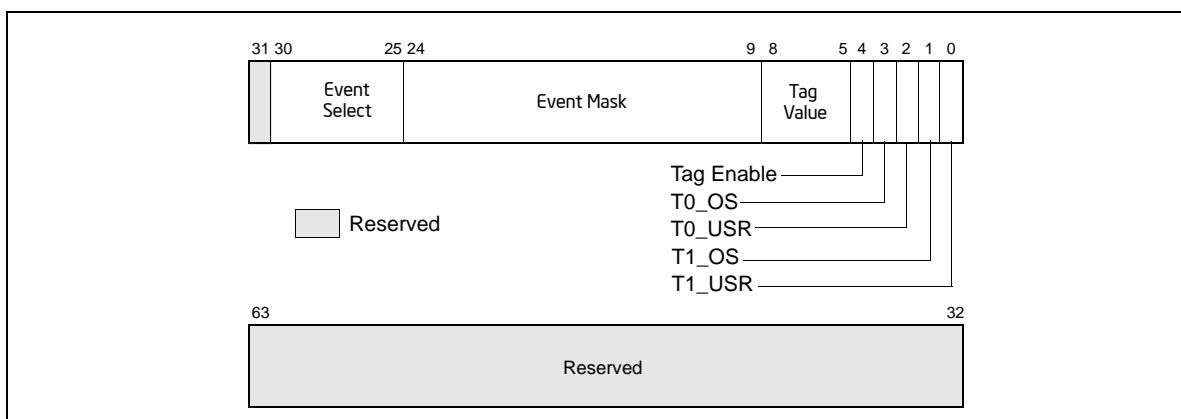 31 30 25 24 9 8 5 4 3 2 1 0
Event
Select
Event Mask
Tag
Value
Tag Enable
T0_OS
T0_USR
T1_OS
T1_USR
Reserved
63 32
Reserved